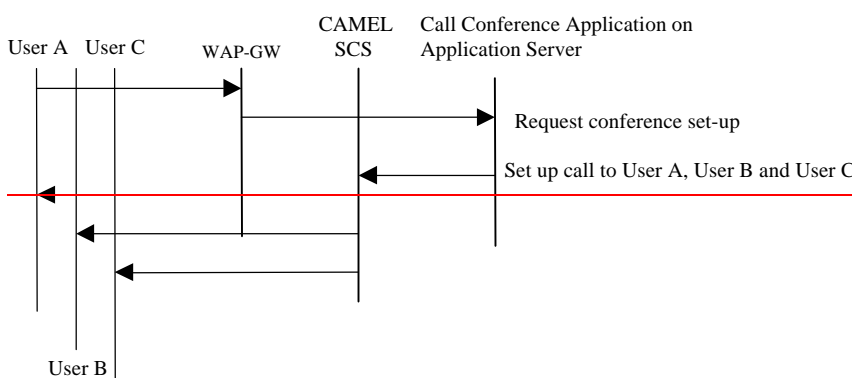 User A
User C
WAP-GW
CAMEL
SCS
Call Conference Application on
Application Server
Request conference set-up
Set up call to User A, User B and User C
User B